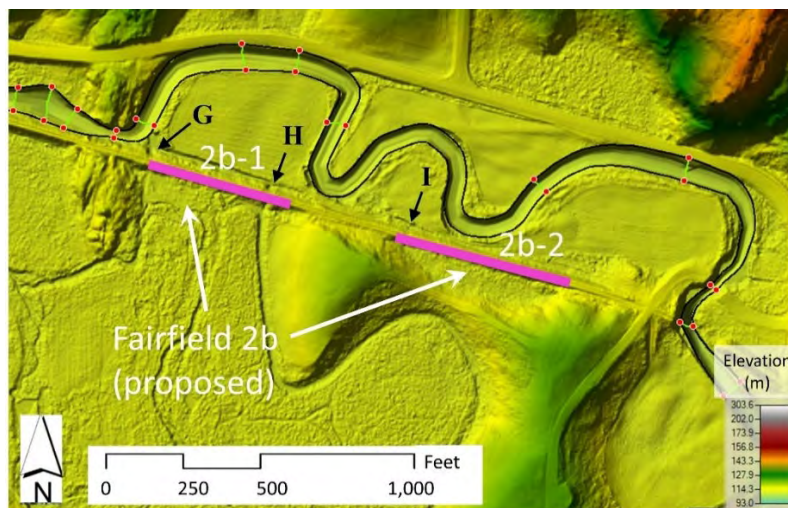 G
H
2b-1
I
2b-2
Fairfield 2b
(proposed)
Elevation
(m)
303.6
202.0
173.9
156.8
143.3
127.9
114.3
93.0
N
Feet
0 250 500 1,000